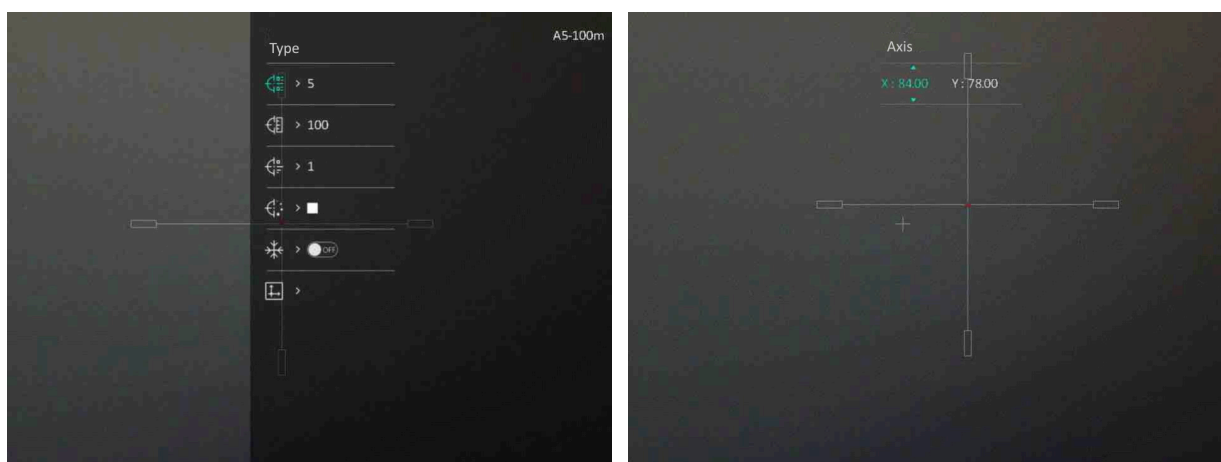 Type
A5-100m
> 5
> 100
> 1
>
> OFF
>
Axis
X : 84.00 Y : 78.00